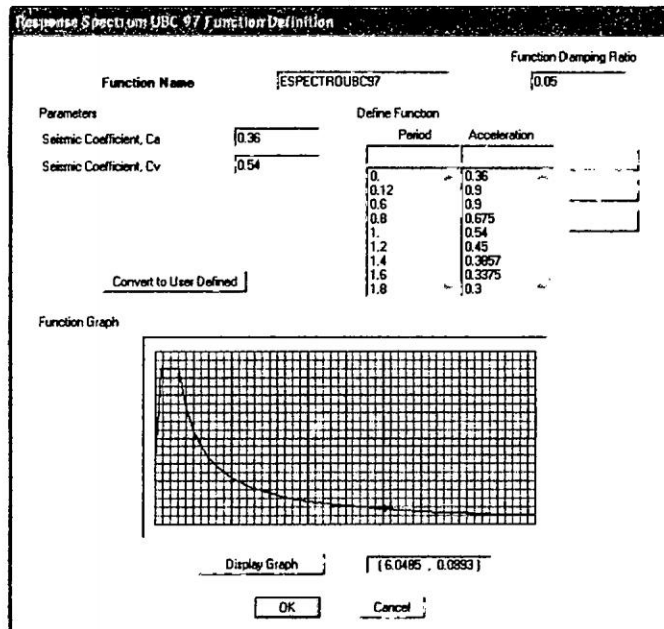 Response Spectrum UBC 97 Function Definition
Function Damping Ratio
Function Name
ESPECTROUBC97
0.05
Parameters
Define Function
Seismic Coefficient, Ca
0.36
Period
Acceleration
Seismic Coefficient, Cv
0.54
0. 0.36
0.12 0.9
0.6 0.9
0.8 0.675
1. 0.54
1.2 0.45
1.4 0.3857
1.6 0.3375
1.8 0.3
Convert to User Defined
Function Graph
Display Graph
(6.0485 , 0.0893)
OK
Cancel